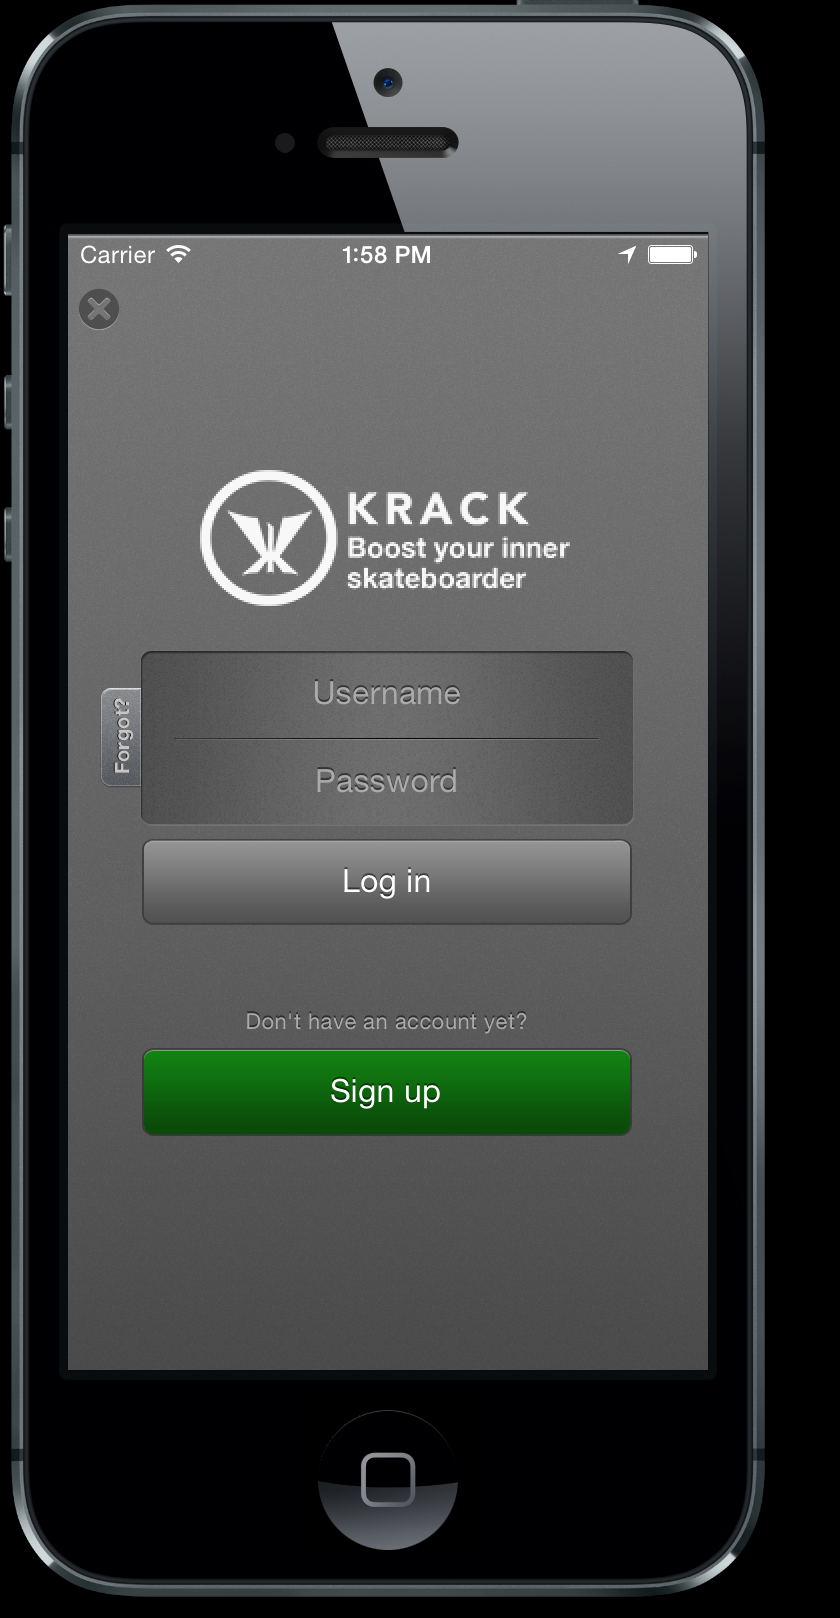 Carrier 1:58 PM
KRACK
Boost your inner
skateboarder
Username
Forgot?
Password
Log in
Don't have an account yet?
Sign up